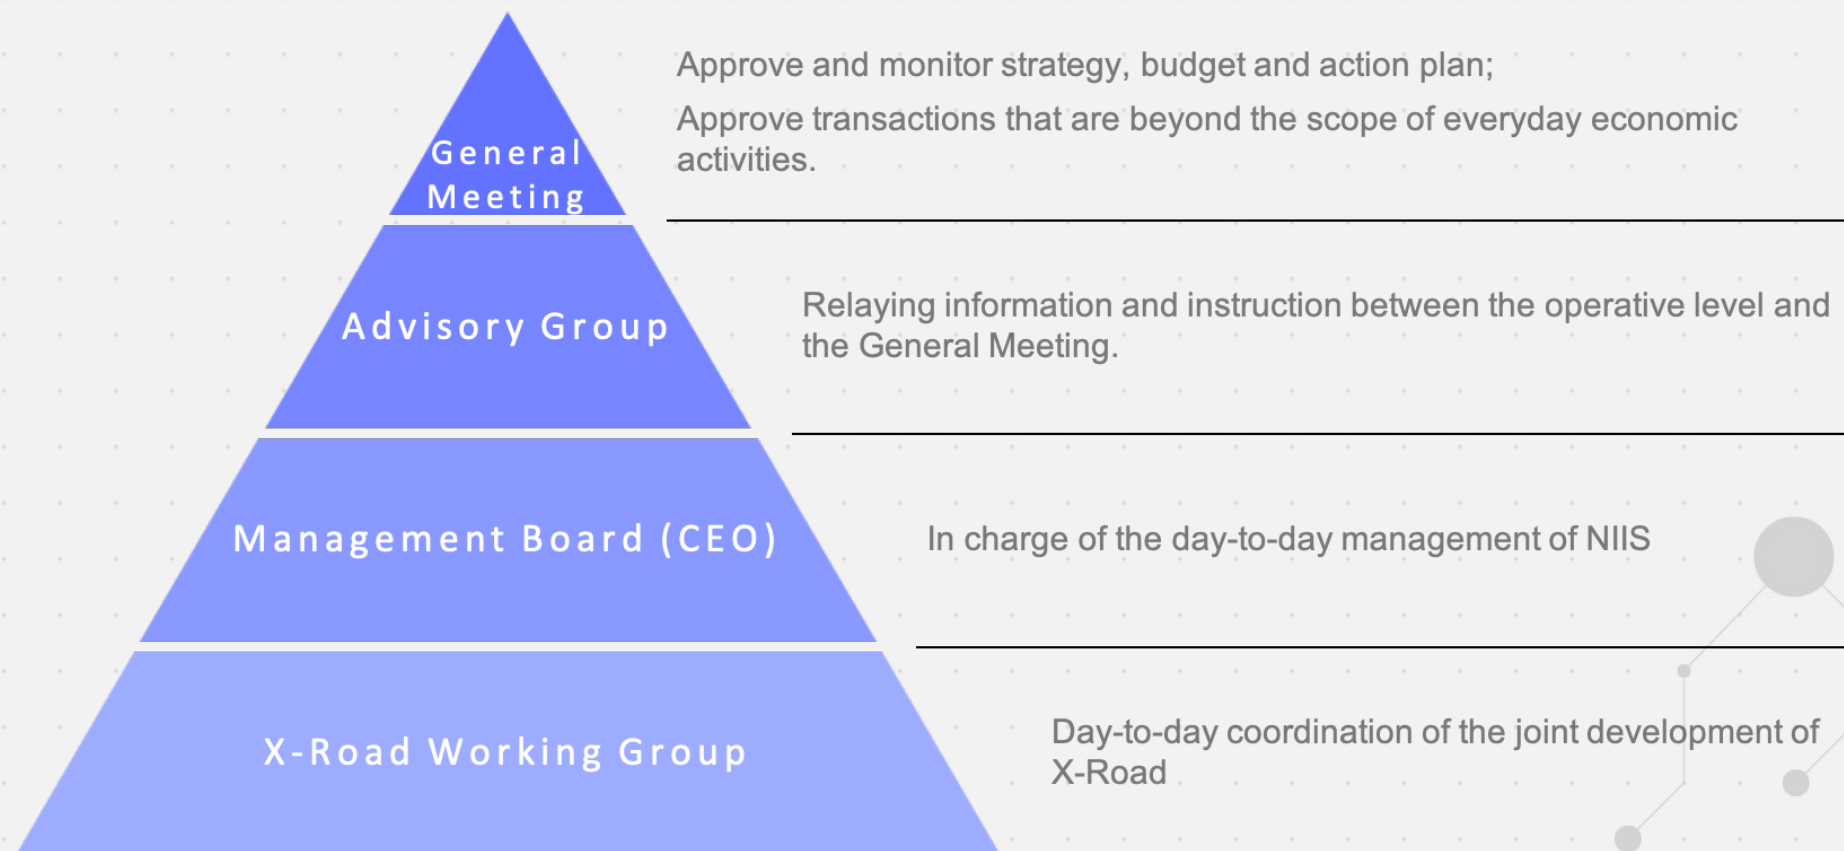 General
Meeting
Approve and monitor strategy, budget and action plan;
Approve transactions that are beyond the scope of everyday economic
activities.
Advisory Group
Relaying information and instruction between the operative level and
the General Meeting.
Management Board (CEO)
In charge of the day-to-day management of NIIS
X-Road Working Group
Day-to-day coordination of the joint development of
X-Road